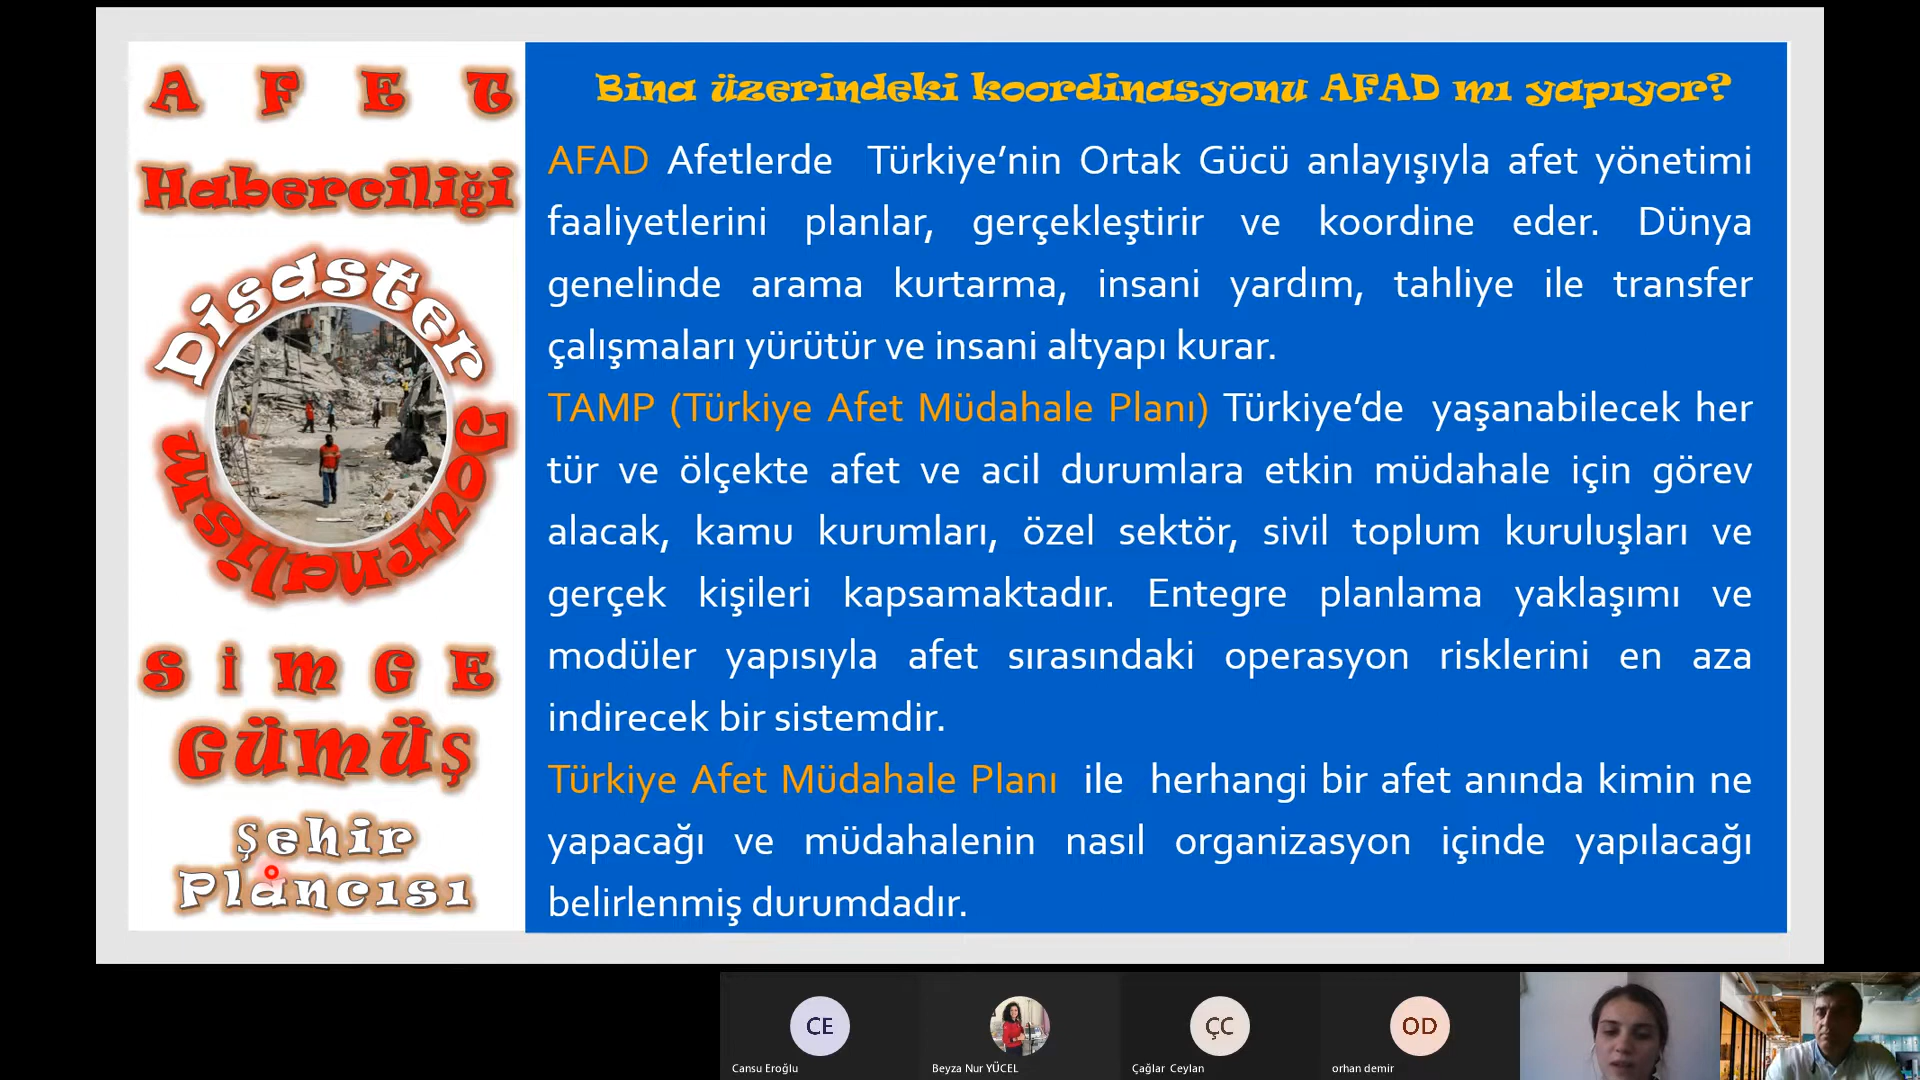 A F E T
Haberciliği
Disaster
Journalism
S İ M G E
GÜMÜŞ
Şehir
Plancısı
Bina üzerindeki koordinasyonu AFAD mı yapıyor?
AFAD Afetlerde Türkiye’nin Ortak Gücü anlayışıyla afet yönetimi
faaliyetlerini planlar, gerçekleştirir ve koordine eder. Dünya
genelinde arama kurtarma, insani yardım, tahliye ile transfer
çalışmaları yürütür ve insani altyapı kurar.
TAMP (Türkiye Afet Müdahale Planı) Türkiye’de yaşanabilecek her
tür ve ölçekte afet ve acil durumlara etkin müdahale için görev
alacak, kamu kurumları, özel sektör, sivil toplum kuruluşları ve
gerçek kişileri kapsamaktadır. Entegre planlama yaklaşımı ve
modüler yapısıyla afet sırasındaki operasyon risklerini en aza
indirecek bir sistemdir.
Türkiye Afet Müdahale Planı ile herhangi bir afet anında kimin ne
yapacağı ve müdahalenin nasıl organizasyon içinde yapılacağı
belirlenmiş durumdadır.
CE
ÇC
OD
Cansu Eroğlu
Beyza Nur YÜCEL
Çağlar Ceylan
orhan demir